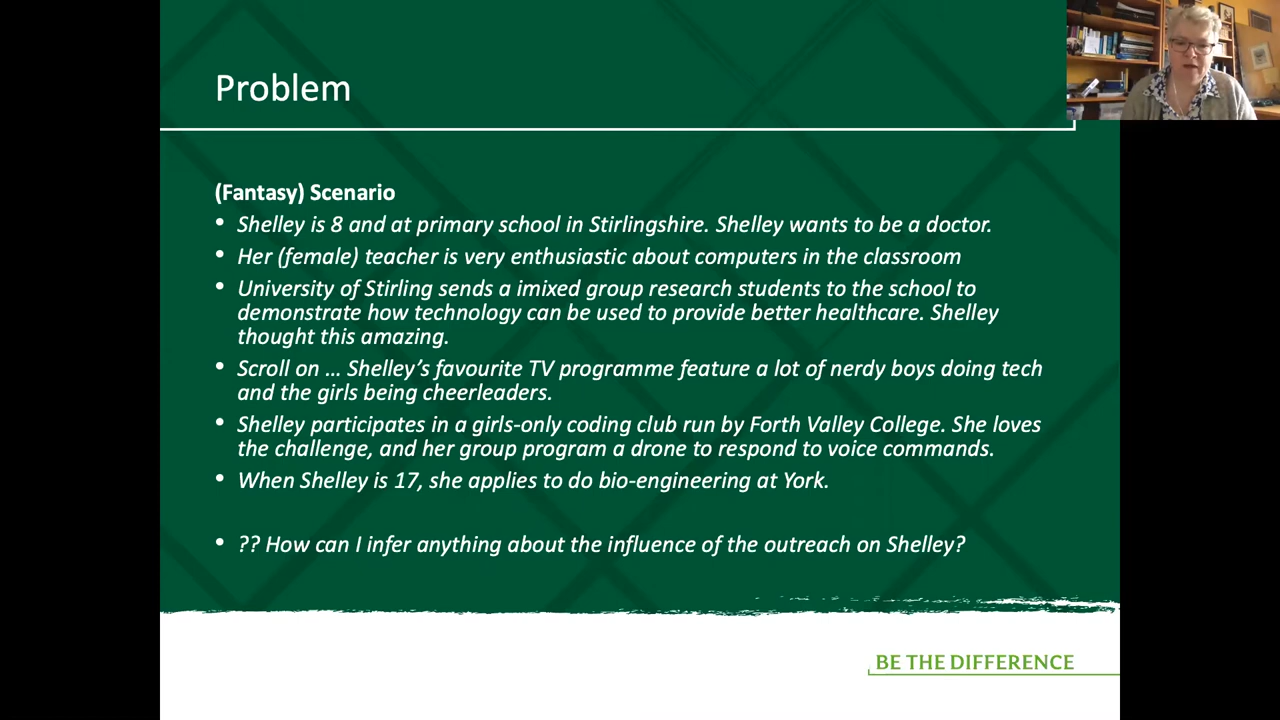 Problem
(Fantasy) Scenario
• Shelley is 8 and at primary school in Stirlingshire. Shelley wants to be a doctor.
• Her (female) teacher is very enthusiastic about computers in the classroom
• University of Stirling sends a imixed group research students to the school to
demonstrate how technology can be used to provide better healthcare. Shelley
thought this amazing.
• Scroll on … Shelley’s favourite TV programme feature a lot of nerdy boys doing tech
and the girls being cheerleaders.
• Shelley participates in a girls-only coding club run by Forth Valley College. She loves
the challenge, and her group program a drone to respond to voice commands.
• When Shelley is 17, she applies to do bio-engineering at York.
• ?? How can I infer anything about the influence of the outreach on Shelley?
BE THE DIFFERENCE